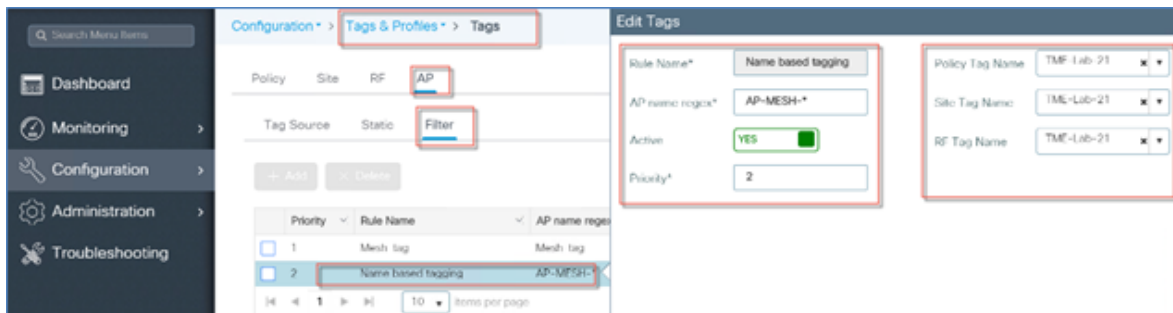 Search Menu Items
Dashboard
Monitoring
Configuration
Administration
Troubleshooting
Configuration > Tags & Profiles > Tags
Policy Site RF AP
Tag Source Static Filter
+ Add × Delete
Priority Rule Name AP name regex
1 Mesh tag Mesh tag
2 Name based tagging AP-MESH-*
1 10 items per page
Edit Tags
Rule Name* Name based tagging
AP name regex* AP-MESH-*
Active YES
Priority* 2
Policy Tag Name TME-Lab-21
Site Tag Name TME-Lab-21
RF Tag Name TME-Lab-21